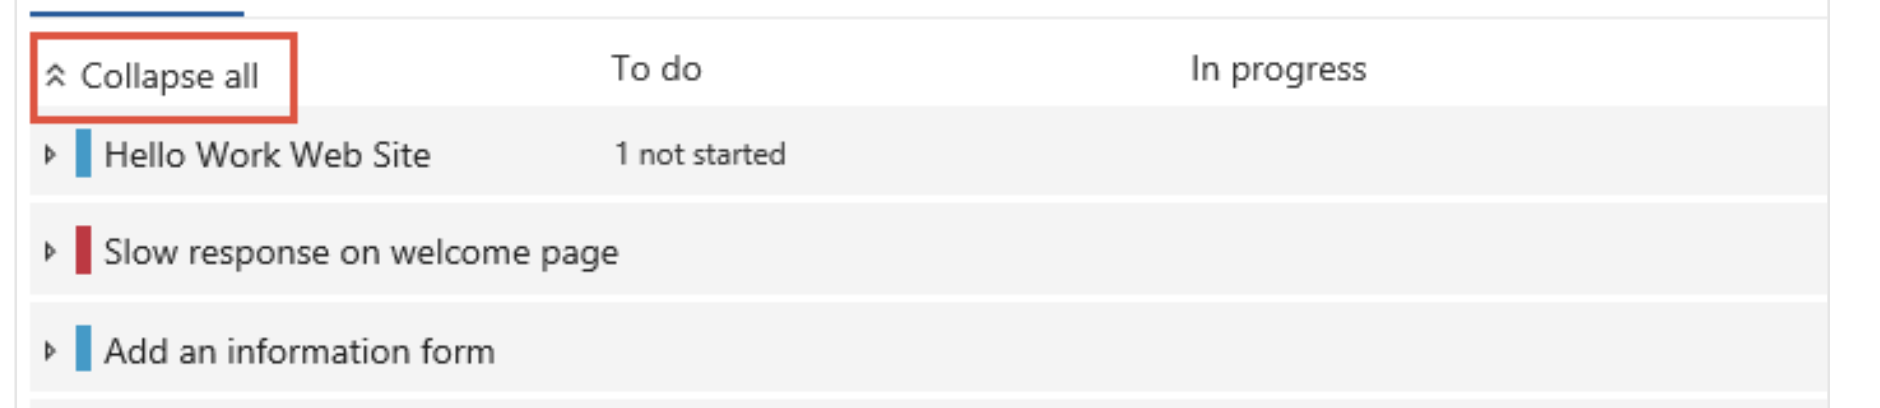 Collapse all To do In progress
Hello Work Web Site 1 not started
Slow response on welcome page
Add an information form